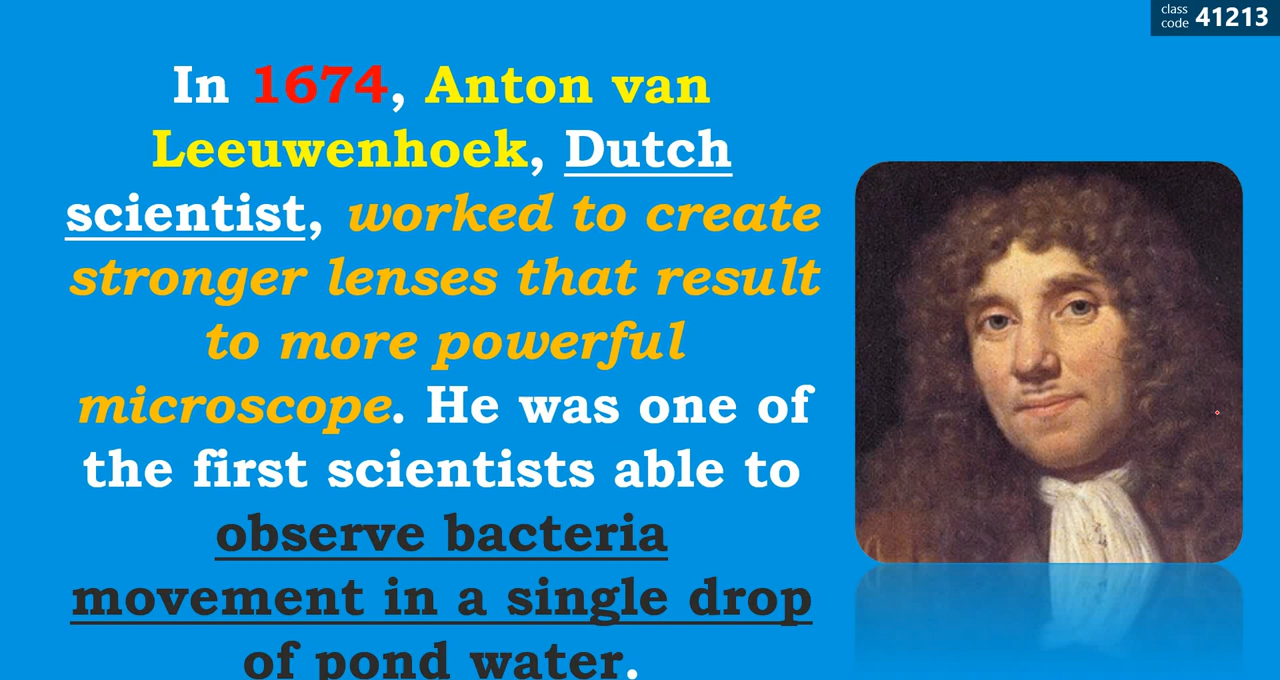 class
code 41213
In 1674, Anton van
Leeuwenhoek, Dutch
scientist, worked to create
stronger lenses that result
to more powerful
microscope. He was one of
the first scientists able to
observe bacteria
movement in a single drop
of pond water.